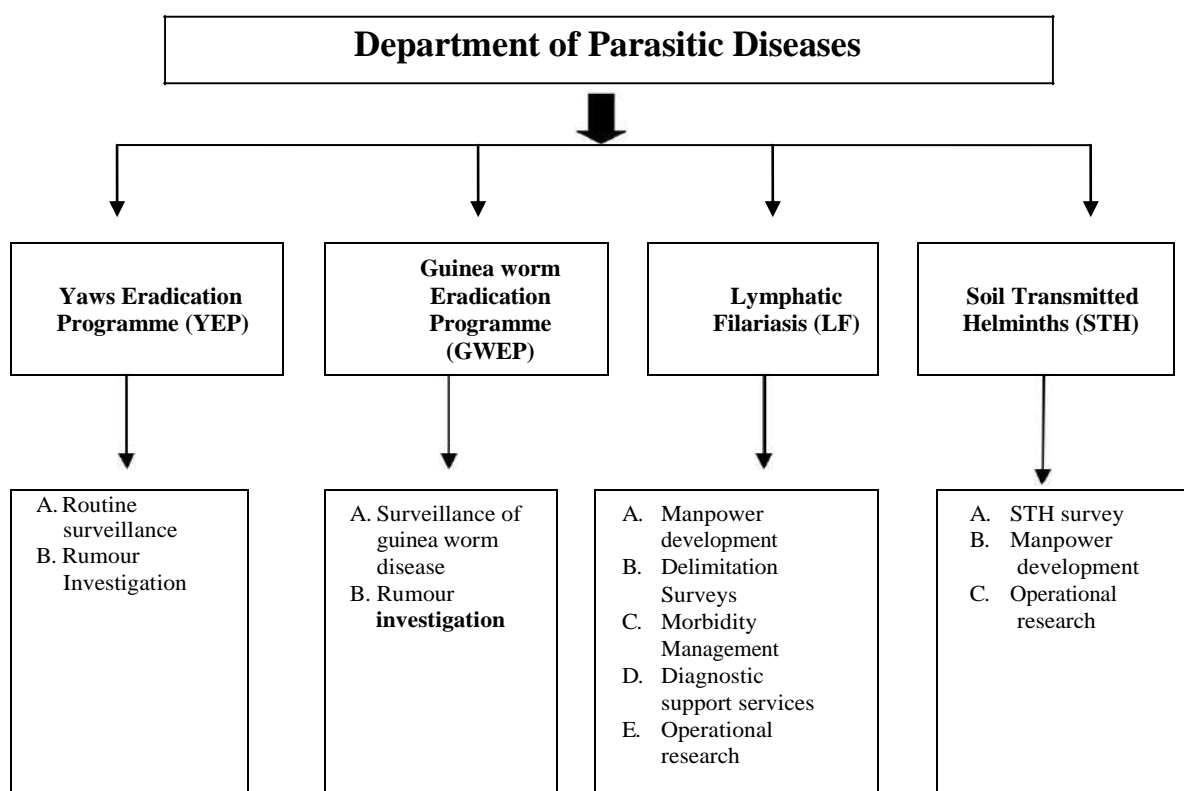 Department of Parasitic Diseases
Yaws Eradication
Programme (YEP)
Guinea worm
Eradication
Programme
(GWEP)
Lymphatic
Filariasis (LF)
Soil Transmitted
Helminths (STH)
A. Routine
surveillance
B. Rumour
Investigation
A. Surveillance of
guinea worm
disease
B. Rumour
investigation
A. Manpower
development
B. Delimitation
Surveys
C. Morbidity
Management
D. Diagnostic
support services
E. Operational
research
A. STH survey
B. Manpower
development
C. Operational
research